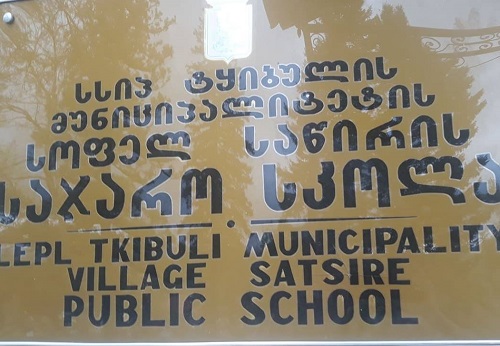 სსიპ ტყიბულის
მუნიციპალიტეტის
სოფელ საწირის
საჯარო სკოლა
LEPL TKIBULI MUNICIPALITY
VILLAGE SATSIRE
PUBLIC SCHOOL